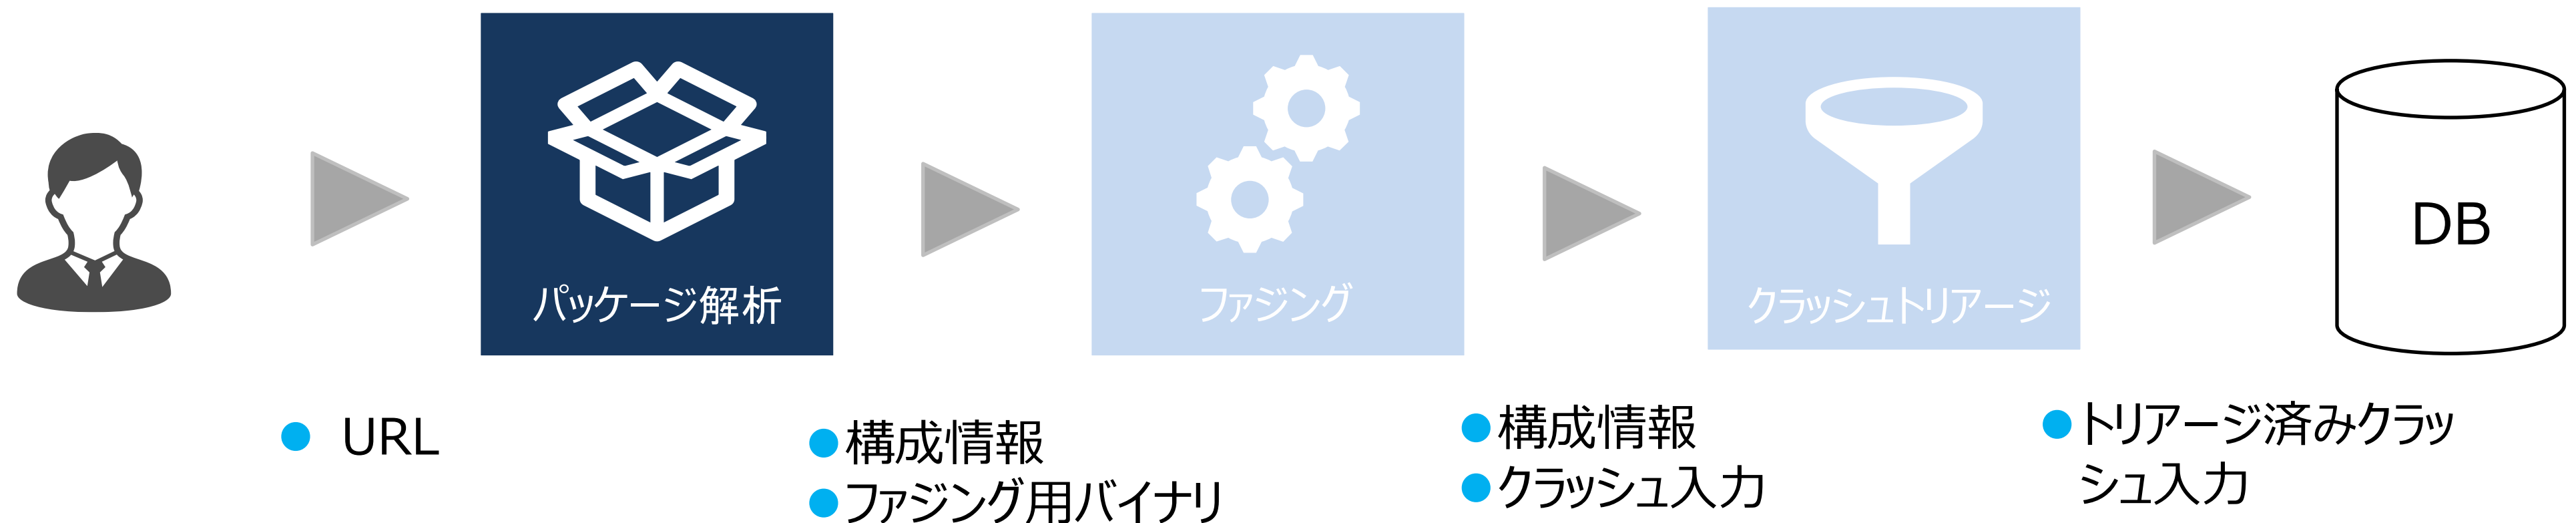 パッケージ解析
ファジング
クラッシュトリアージ
DB
URL
構成情報
ファジング用バイナリ
構成情報
クラッシュ入力
トリアージ済みクラッ
シュ入力